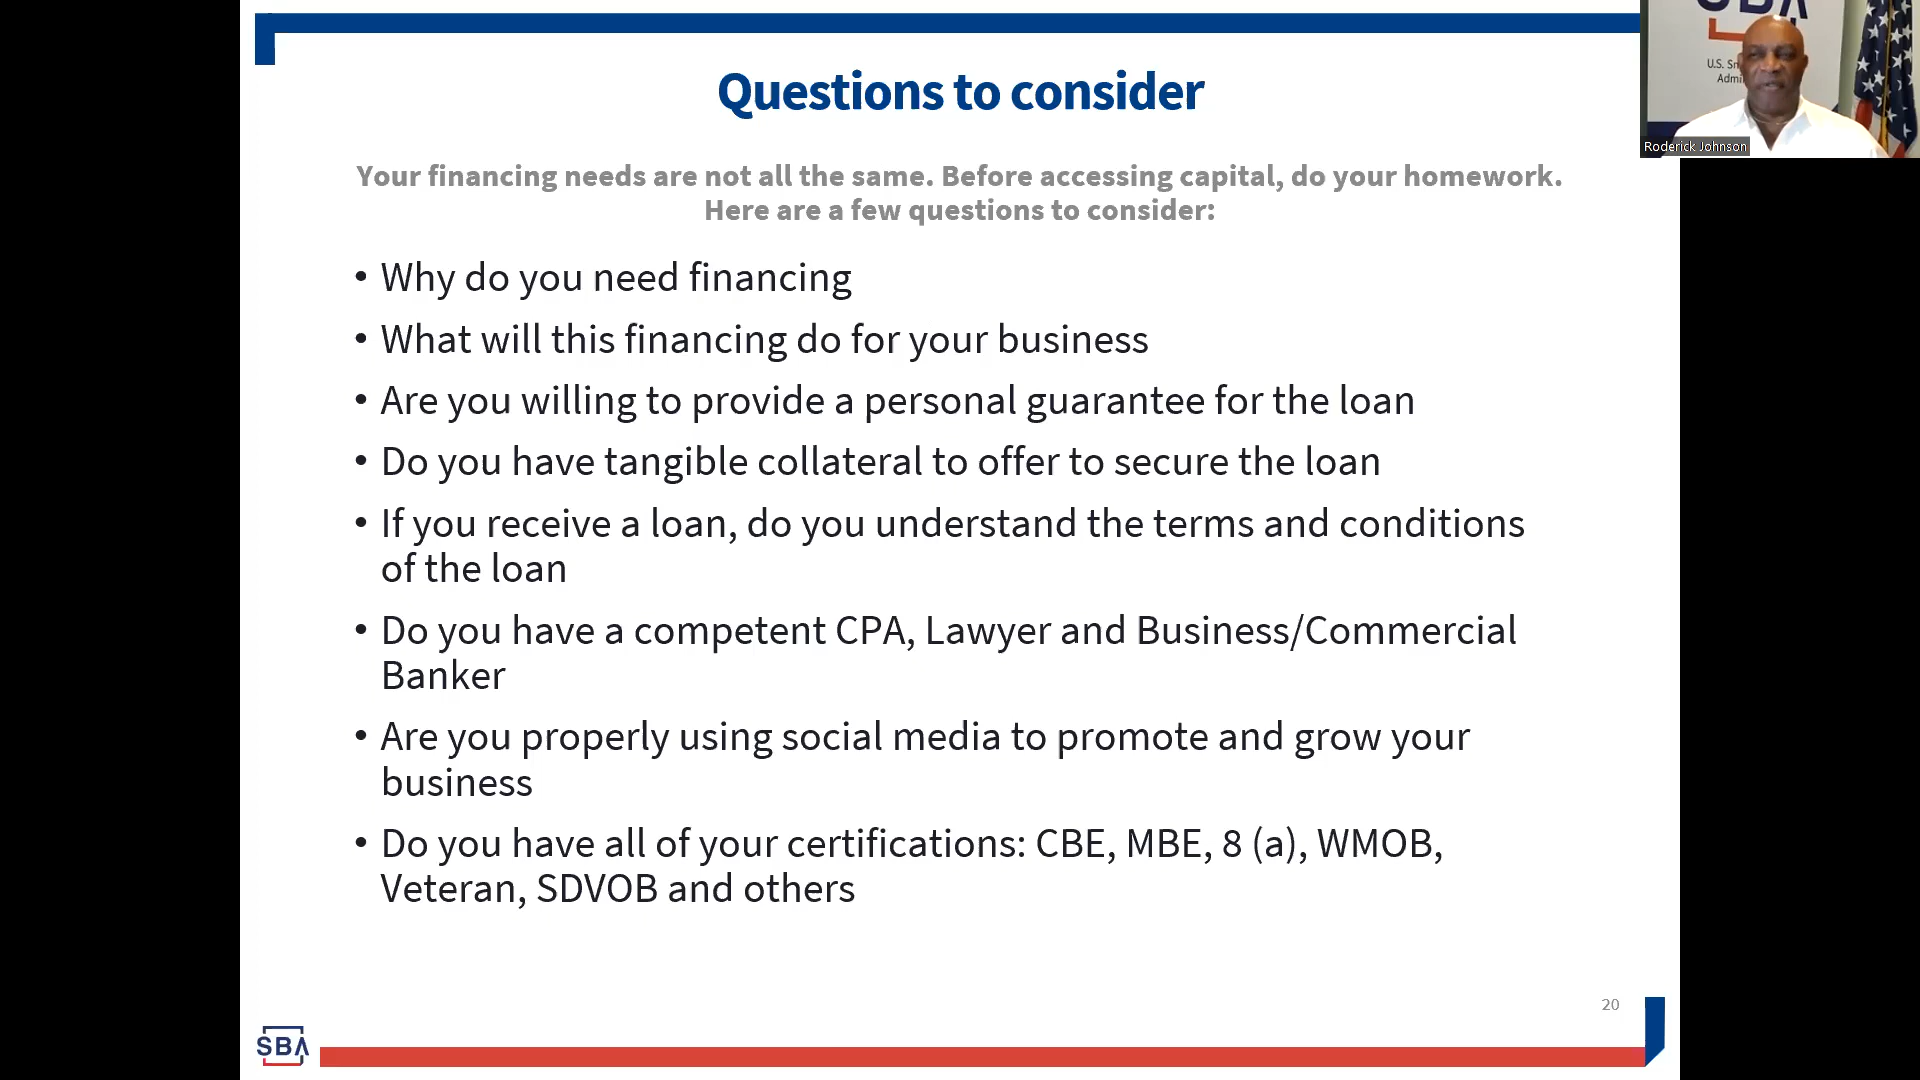 Questions to consider
Your financing needs are not all the same. Before accessing capital, do your homework.
Here are a few questions to consider:
• Why do you need financing
• What will this financing do for your business
• Are you willing to provide a personal guarantee for the loan
• Do you have tangible collateral to offer to secure the loan
• If you receive a loan, do you understand the terms and conditions
of the loan
• Do you have a competent CPA, Lawyer and Business/Commercial
Banker
• Are you properly using social media to promote and grow your
business
• Do you have all of your certifications: CBE, MBE, 8 (a), WMOB,
Veteran, SDVOB and others
20
SBA
SBA
U.S. Sm
Admi
Roderick Johnson